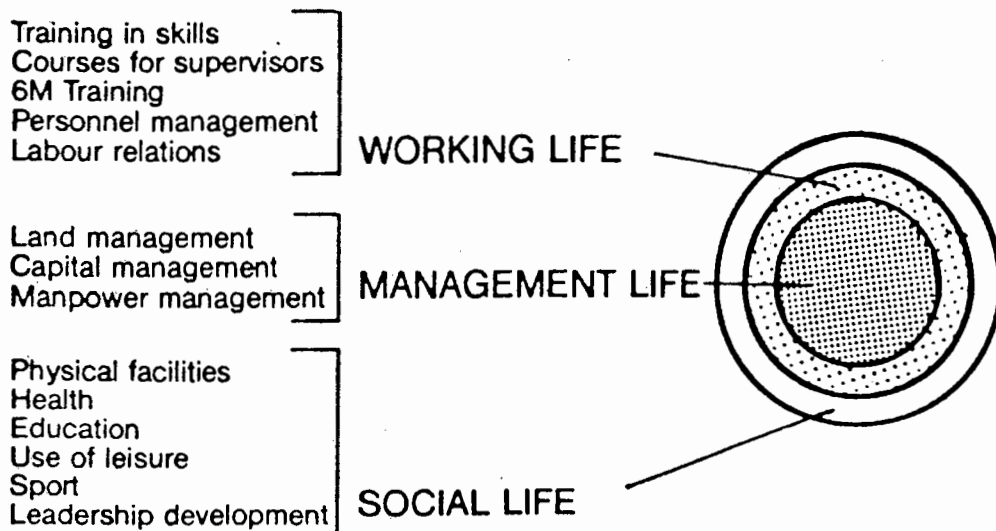 Training in skills
Courses for supervisors
6M Training
Personnel management
Labour relations
WORKING LIFE
Land management
Capital management
Manpower management
MANAGEMENT LIFE
Physical facilities
Health
Education
Use of leisure
Sport
Leadership development
SOCIAL LIFE